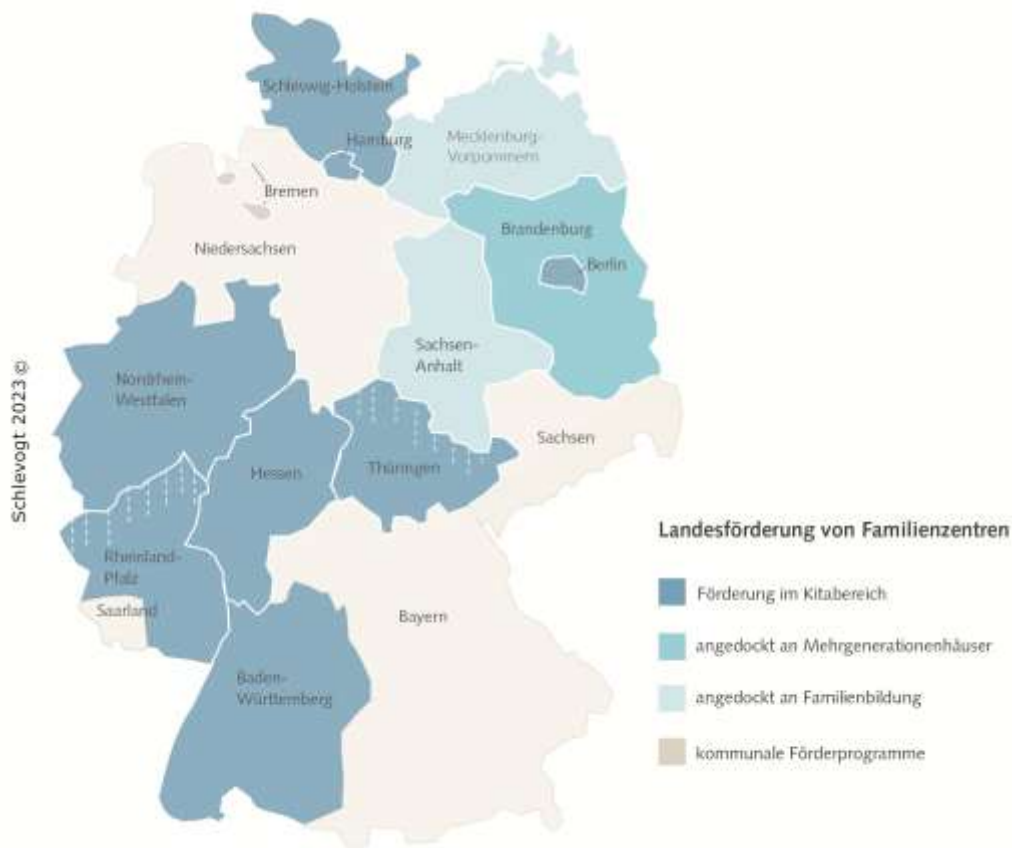 Schleswig-Holstein
Hamburg
Mecklenburg-
Vorpommern
Bremen
Niedersachsen
Brandenburg
Berlin
Sachsen-
Anhalt
Nordrhein-
Westfalen
Sachsen
Hessen
Thüringen
Rheinland-
Pfalz
Saarland
Bayern
Baden-
Württemberg
Schlevogt 2023 ©
Landesförderung von Familienzentren
Förderung im Kitabereich
angedockt an Mehrgenerationenhäuser
angedockt an Familienbildung
kommunale Förderprogramme